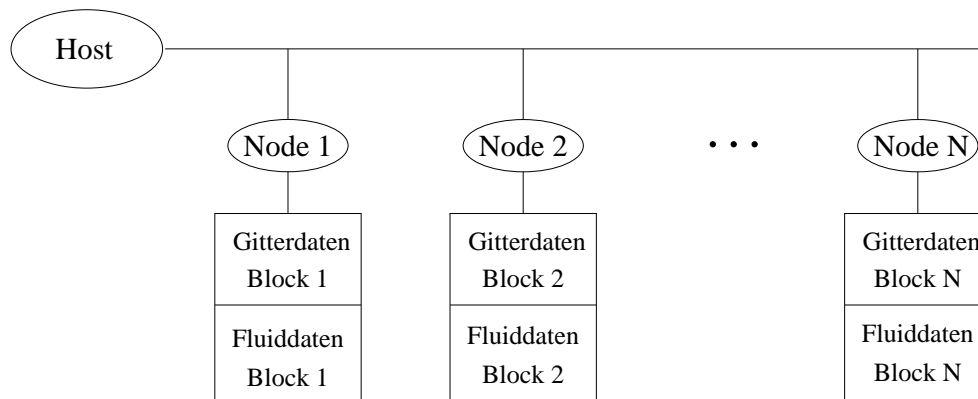 Host
Node 1
Node 2
. . .
Node N
Gitterdaten
Block 1
Gitterdaten
Block 2
Gitterdaten
Block N
Fluiddaten
Block 1
Fluiddaten
Block 2
Fluiddaten
Block N